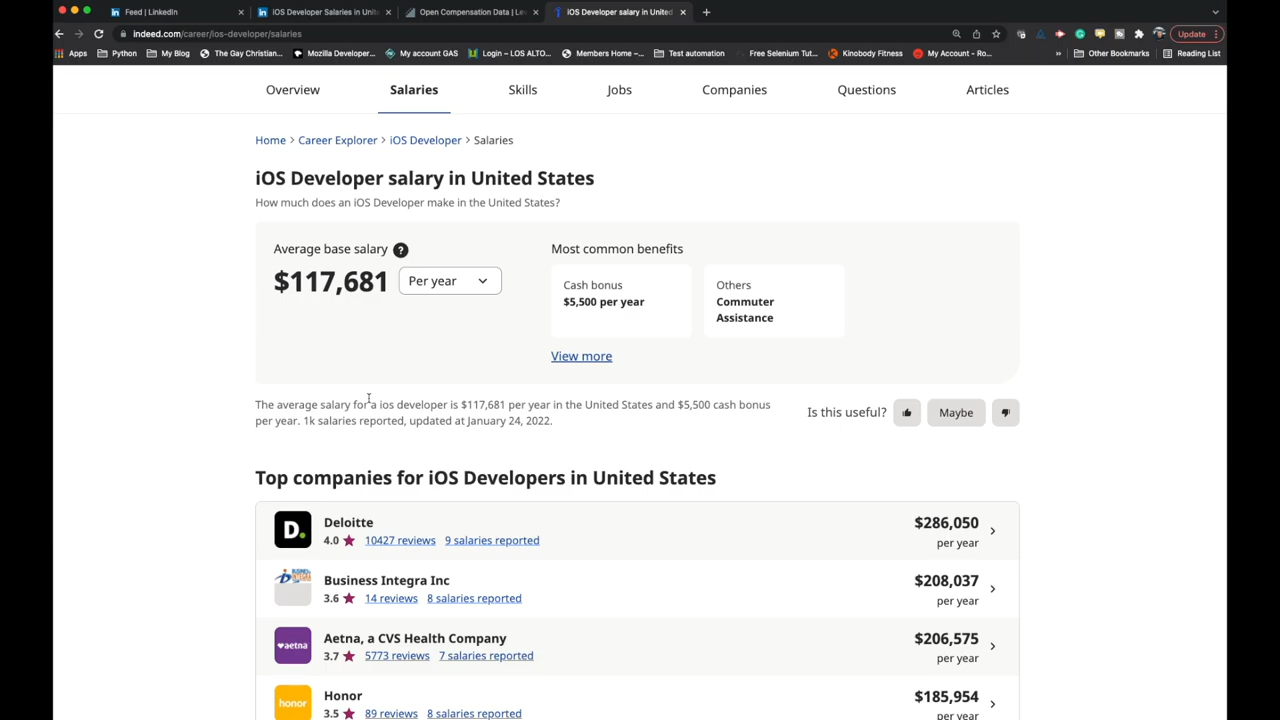 Feed | LinkedIn
iOS Developer Salaries in Unit
Open Compensation Data | Lev
iOS Developer salary in United
indeed.com/career/ios-developer/salaries
Update
Apps
Python
My Blog
The Gay Christian...
Mozilla Developer...
My account GAS
Login – LOS ALTO...
Members Home –...
Test automation
Free Selenium Tut...
Kinobody Fitness
My Account - Ro...
»
Other Bookmarks
Reading List
Overview
Salaries
Skills
Jobs
Companies
Questions
Articles
Home > Career Explorer > iOS Developer > Salaries
iOS Developer salary in United States
How much does an iOS Developer make in the United States?
Average base salary ?
$117,681 Per year
Most common benefits
Cash bonus
$5,500 per year
Others
Commuter
Assistance
View more
The average salary for a ios developer is $117,681 per year in the United States and $5,500 cash bonus
per year. 1k salaries reported, updated at January 24, 2022.
Is this useful? Maybe
Top companies for iOS Developers in United States
D.
Deloitte
4.0 ★ 10427 reviews 9 salaries reported
$286,050
per year
Business Integra Inc
3.6 ★ 14 reviews 8 salaries reported
$208,037
per year
aetna
Aetna, a CVS Health Company
3.7 ★ 5773 reviews 7 salaries reported
$206,575
per year
honor
Honor
3.5 ★ 89 reviews 8 salaries reported
$185,954
per year